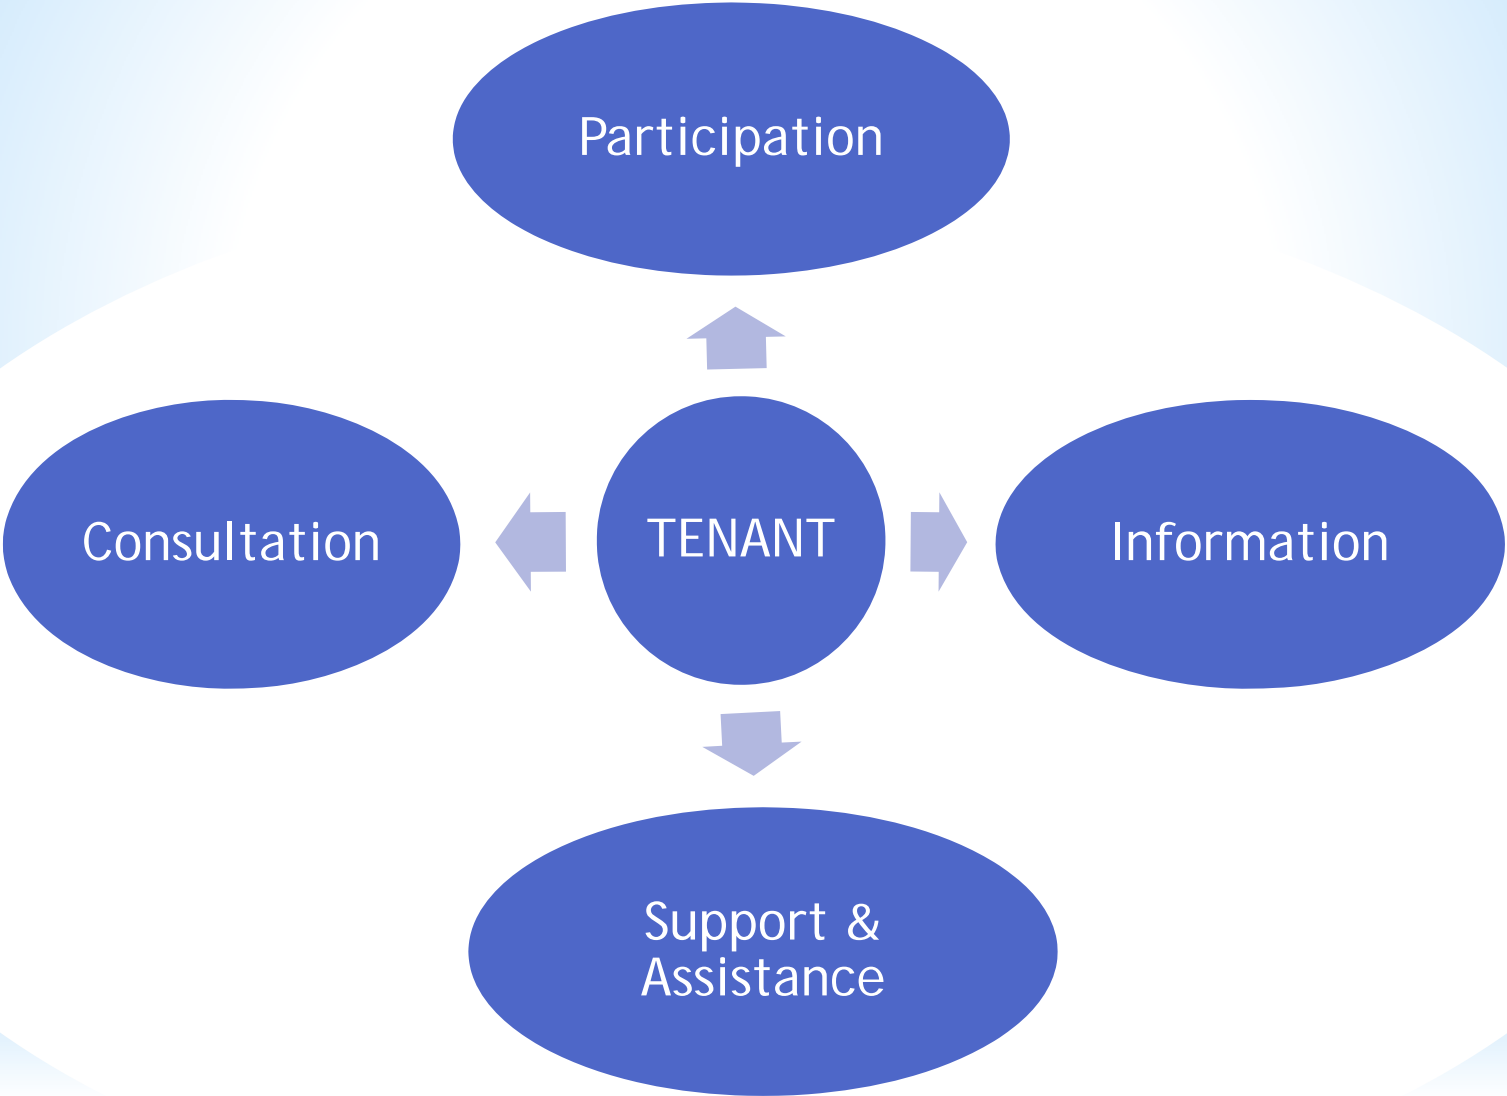 Participation
Consultation
TENANT
Information
Support &
Assistance